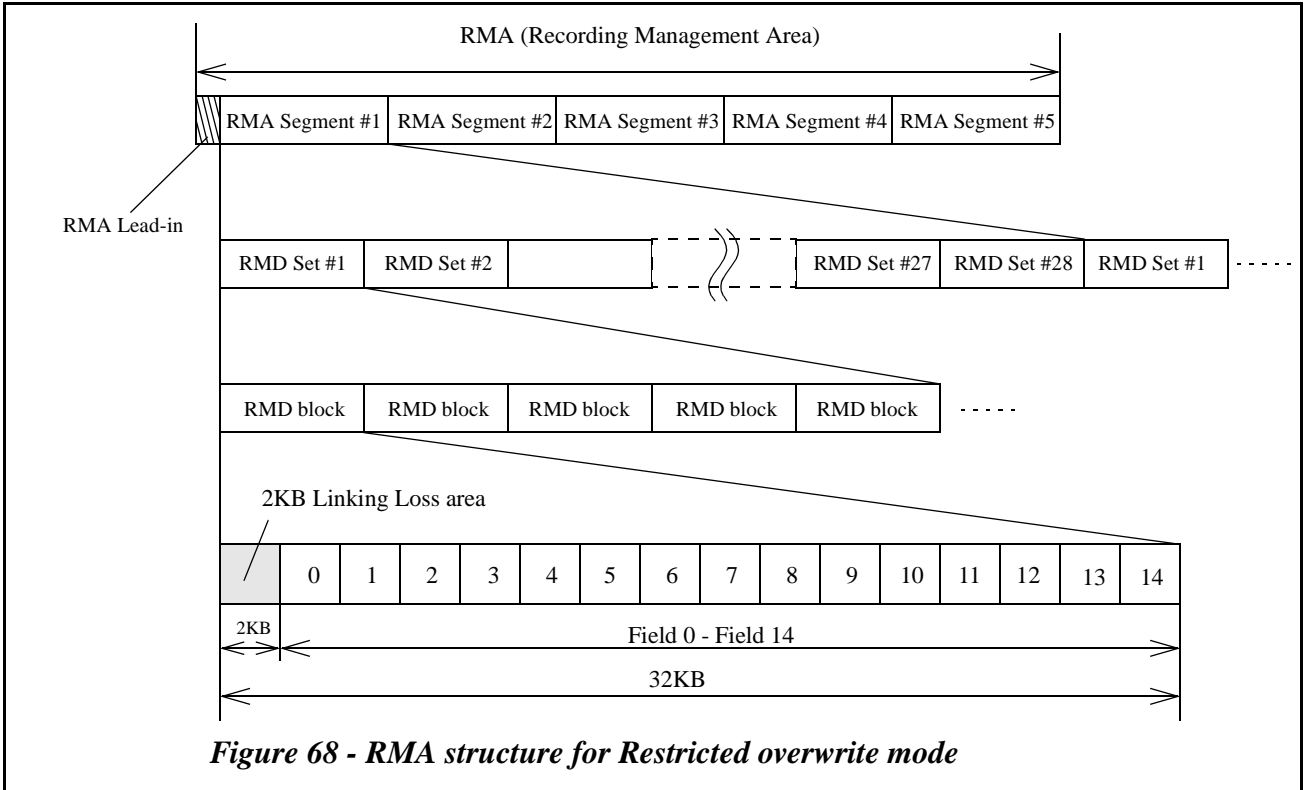 RMA (Recording Management Area)
RMA Segment #1 RMA Segment #2 RMA Segment #3 RMA Segment #4 RMA Segment #5
RMA Lead-in
RMD Set #1 RMD Set #2 RMD Set #27 RMD Set #28 RMD Set #1
RMD block RMD block RMD block RMD block RMD block
2KB Linking Loss area
0 1 2 3 4 5 6 7 8 9 10 11 12 13 14
2KB Field 0 - Field 14
32KB
Figure 68 - RMA structure for Restricted overwrite mode